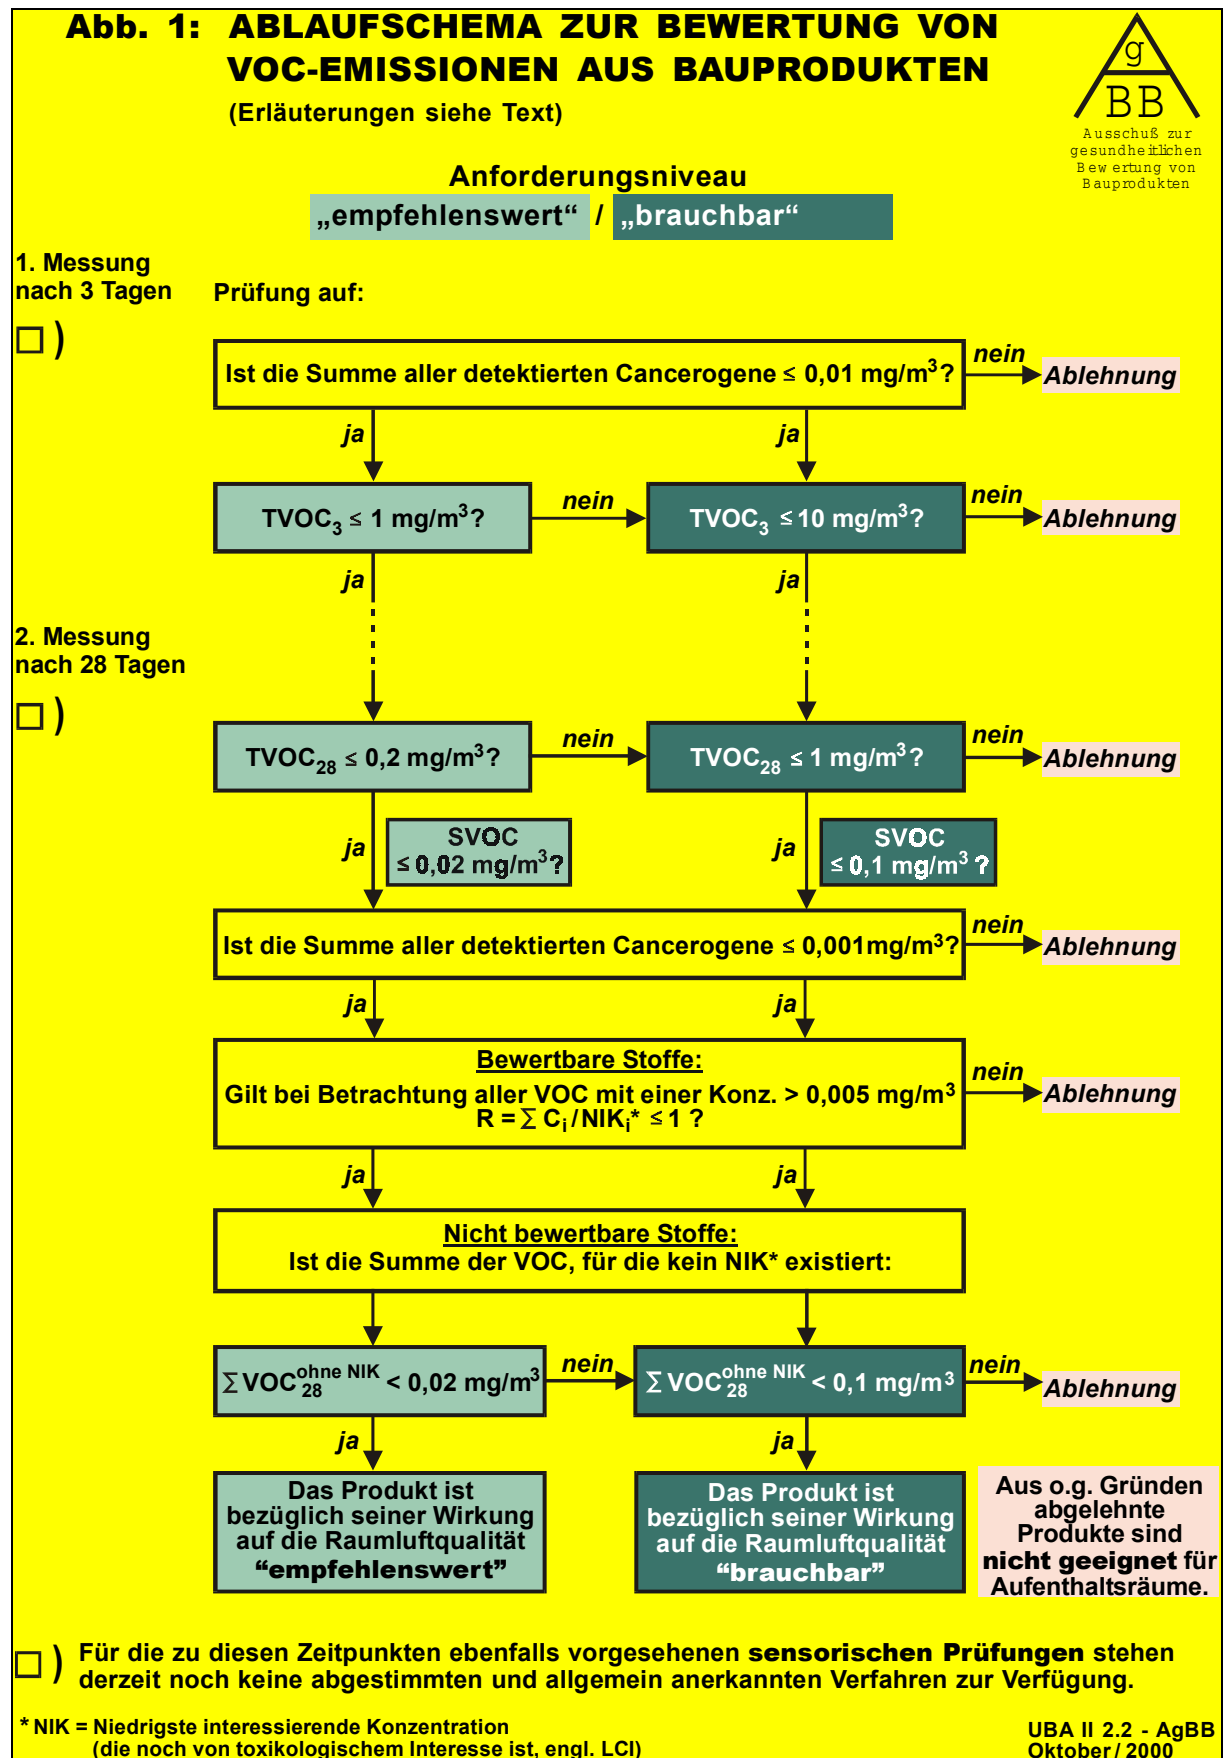 Abb. 1: ABLAUFSCHEMA ZUR BEWERTUNG VON
VOC-EMISSIONEN AUS BAUPRODUKTEN
(Erläuterungen siehe Text)
g
BB
Ausschuß zur
gesundheitlichen
Bewertung von
Bauprodukten
Anforderungsniveau
„empfehlenswert“ / „brauchbar“
1. Messung
nach 3 Tagen
Prüfung auf:
□ )
Ist die Summe aller detektierten Cancerogene ≤ 0,01 mg/m³?
nein
Ablehnung
ja
ja
TVOC₃ ≤ 1 mg/m³?
nein
TVOC₃ ≤ 10 mg/m³?
nein
Ablehnung
ja
ja
2. Messung
nach 28 Tagen
□ )
TVOC₂₈ ≤ 0,2 mg/m³?
nein
TVOC₂₈ ≤ 1 mg/m³?
nein
Ablehnung
ja
SVOC
≤ 0,02 mg/m³?
ja
SVOC
≤ 0,1 mg/m³ ?
Ist die Summe aller detektierten Cancerogene ≤ 0,001mg/m³?
nein
Ablehnung
ja
ja
Bewertbare Stoffe:
Gilt bei Betrachtung aller VOC mit einer Konz. > 0,005 mg/m³
R = ∑ Cᵢ / NIKᵢ* ≤ 1 ?
nein
Ablehnung
ja
ja
Nicht bewertbare Stoffe:
Ist die Summe der VOC, für die kein NIK* existiert:
∑ VOC₂₈ ohne NIK < 0,02 mg/m³
nein
∑ VOC₂₈ ohne NIK < 0,1 mg/m³
nein
Ablehnung
ja
ja
Das Produkt ist
bezüglich seiner Wirkung
auf die Raumluftqualität
“empfehlenswert”
Das Produkt ist
bezüglich seiner Wirkung
auf die Raumluftqualität
“brauchbar”
Aus o.g. Gründen
abgelehnte
Produkte sind
nicht geeignet für
Aufenthaltsräume.
□ ) Für die zu diesen Zeitpunkten ebenfalls vorgesehenen sensorischen Prüfungen stehen
derzeit noch keine abgestimmten und allgemein anerkannten Verfahren zur Verfügung.
* NIK = Niedrigste interessierende Konzentration
(die noch von toxikologischem Interesse ist, engl. LCI)
UBA II 2.2 - AgBB
Oktober / 2000